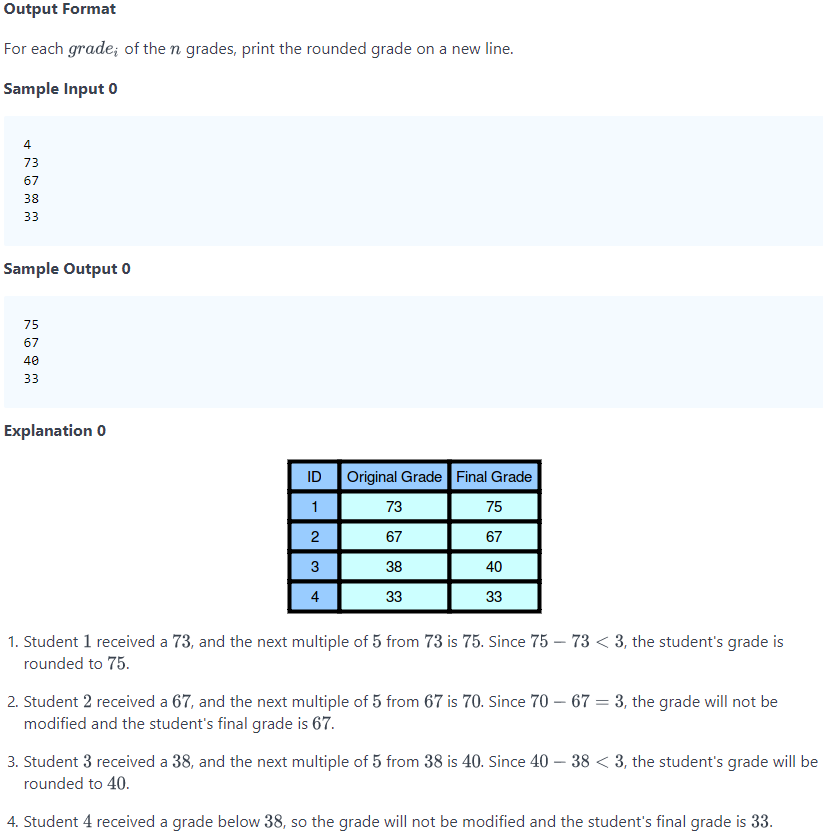 Output Format
For each grade_i of the n grades, print the rounded grade on a new line.
Sample Input 0
4
73
67
38
33
Sample Output 0
75
67
40
33
Explanation 0
ID Original Grade Final Grade
1 73 75
2 67 67
3 38 40
4 33 33
1. Student 1 received a 73, and the next multiple of 5 from 73 is 75. Since 75 − 73 < 3, the student's grade is
rounded to 75.
2. Student 2 received a 67, and the next multiple of 5 from 67 is 70. Since 70 − 67 = 3, the grade will not be
modified and the student's final grade is 67.
3. Student 3 received a 38, and the next multiple of 5 from 38 is 40. Since 40 − 38 < 3, the student's grade will be
rounded to 40.
4. Student 4 received a grade below 38, so the grade will not be modified and the student's final grade is 33.